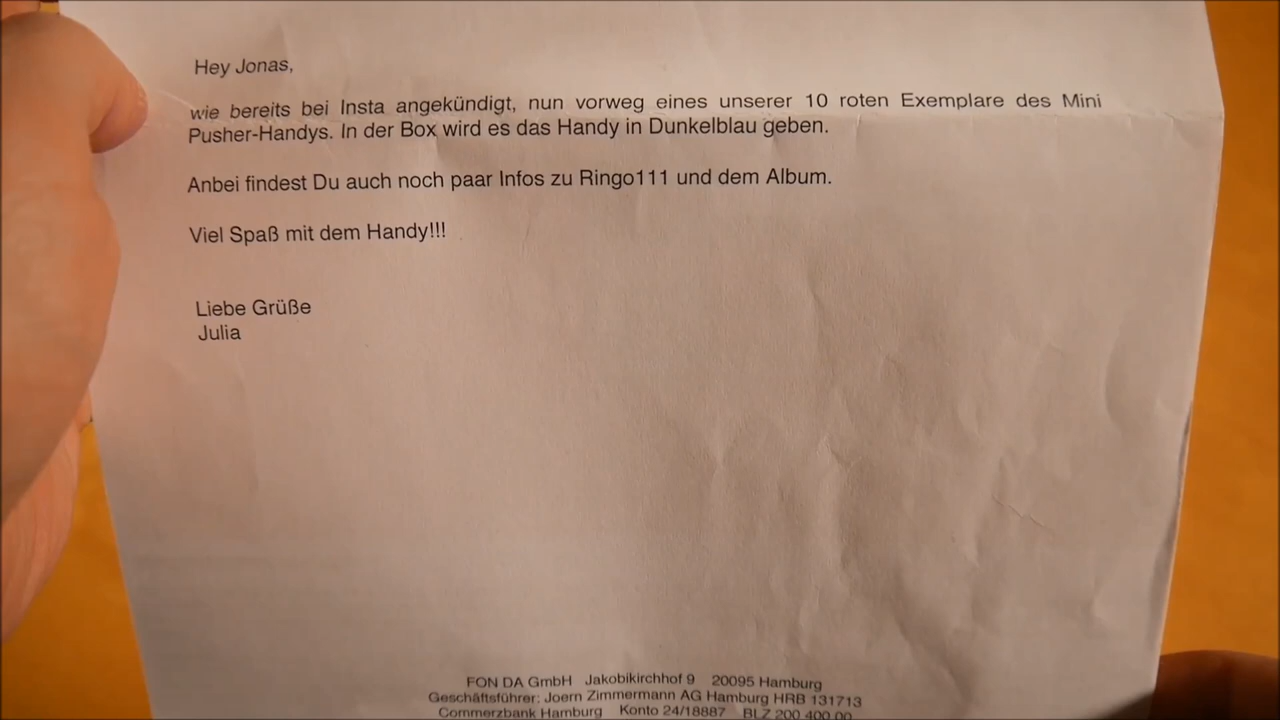 Hey Jonas,
wie bereits bei Insta angekündigt, nun vorweg eines unserer 10 roten Exemplare des Mini
Pusher-Handys. In der Box wird es das Handy in Dunkelblau geben.
Anbei findest Du auch noch paar Infos zu Ringo111 und dem Album.
Viel Spaß mit dem Handy!!!
Liebe Grüße
Julia
FON DA GmbH Jakobikirchhof 9 20095 Hamburg
Geschäftsführer: Joern Zimmermann AG Hamburg HRB 131713
Commerzbank Hamburg Konto 24/18887 BLZ 200 400 00